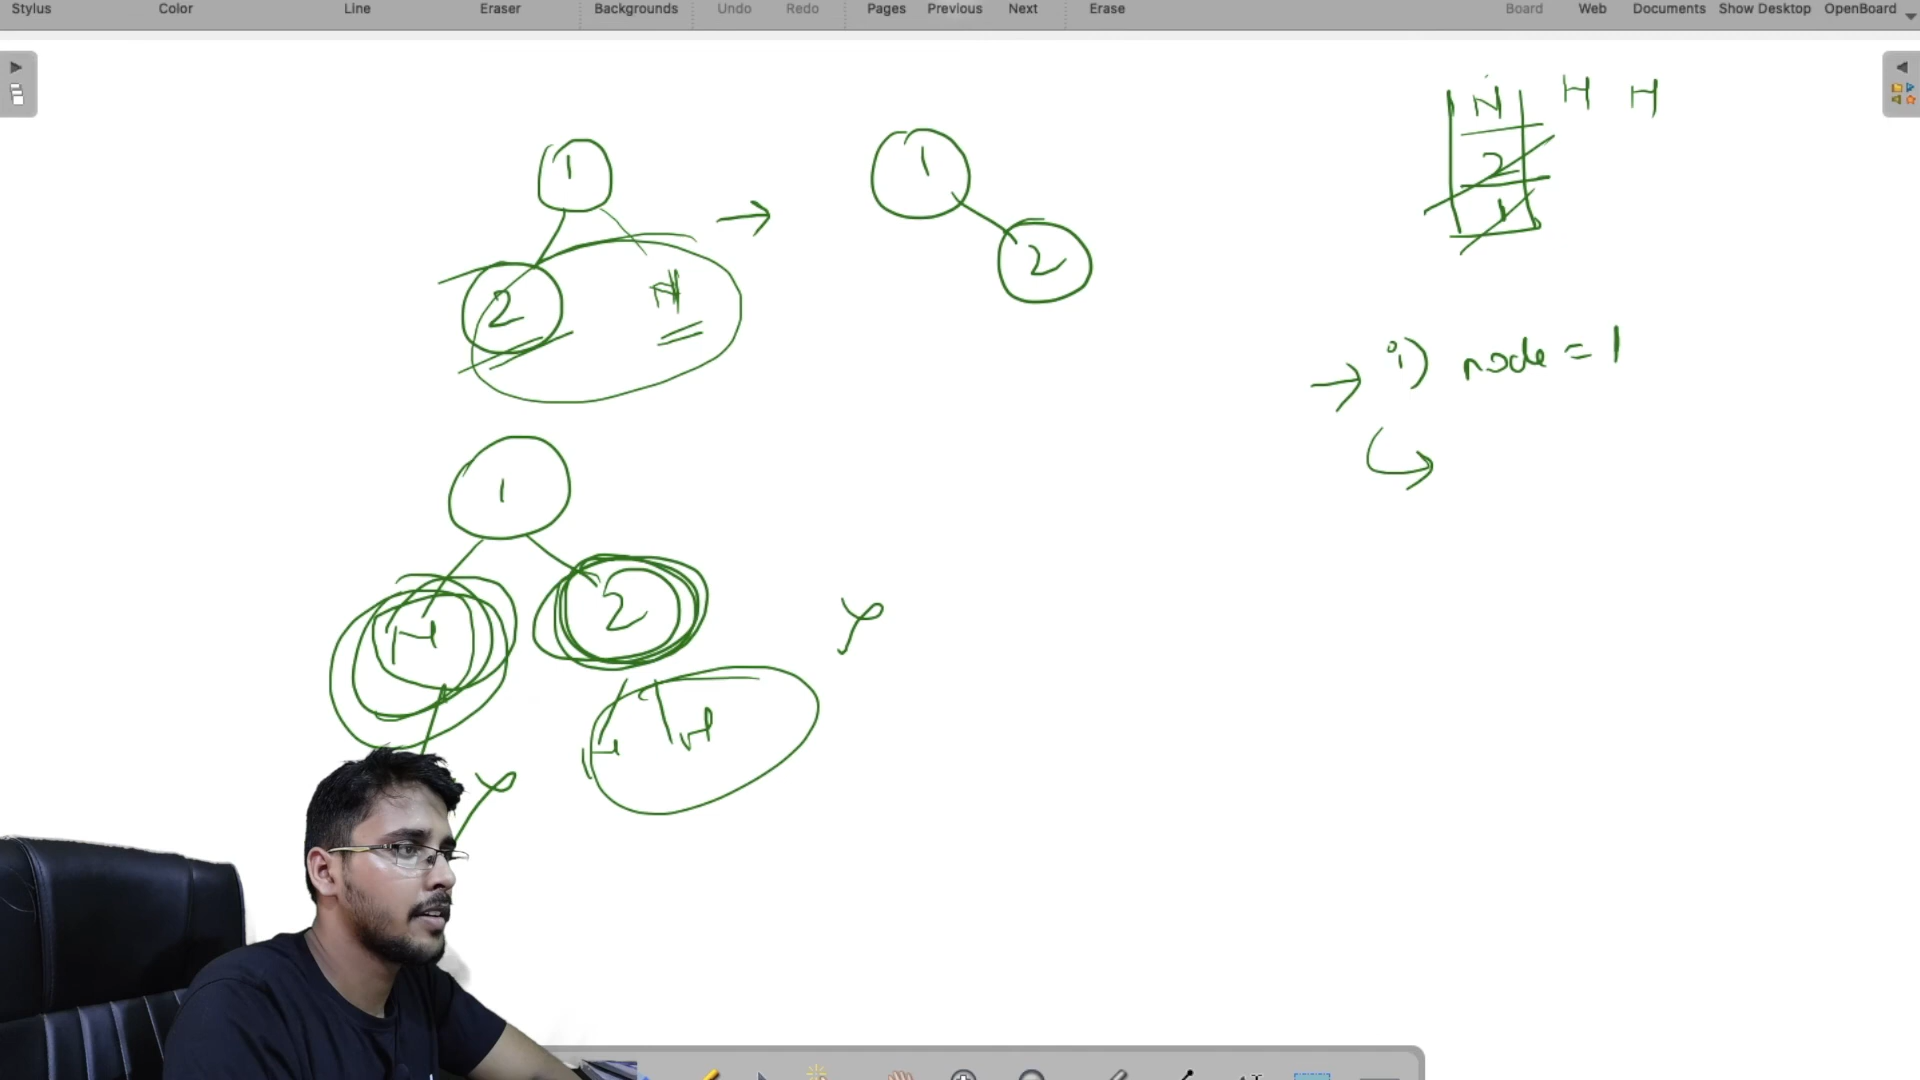 Stylus Color Line Eraser Backgrounds Undo Redo Pages Previous Next Erase Board Web Documents Show Desktop OpenBoard
N N N
2
1
1
1
2
2
N
i) node = 1
1
N
2
N
N